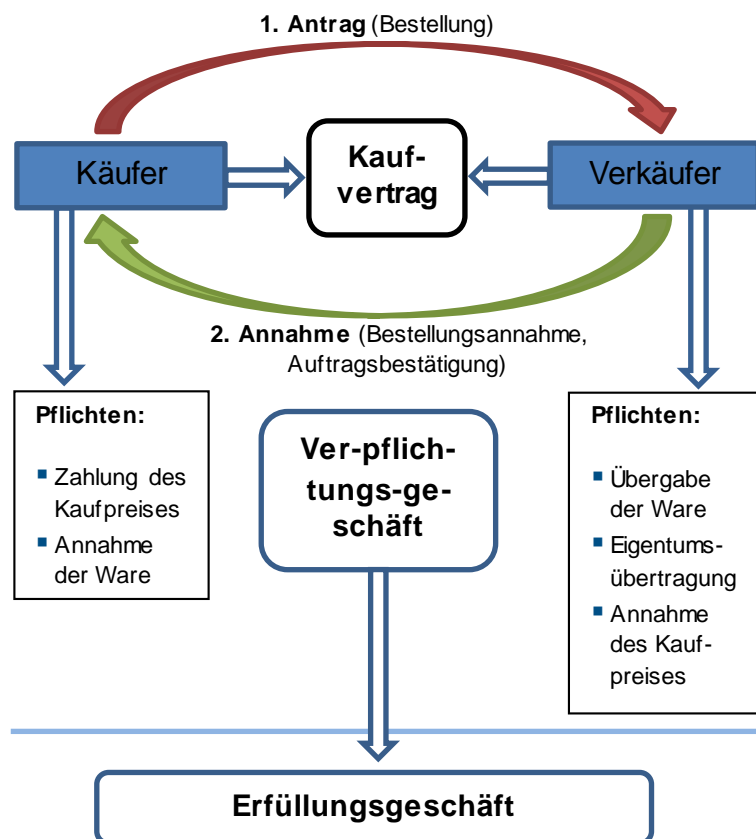 1. Antrag (Bestellung)
Käufer
Kauf-
vertrag
Verkäufer
2. Annahme (Bestellungsannahme,
Auftragsbestätigung)
Pflichten:
▪ Zahlung des
Kaufpreises
▪ Annahme
der Ware
Ver-pflich-
tungs-ge-
schäft
Pflichten:
▪ Übergabe
der Ware
▪ Eigentums-
übertragung
▪ Annahme
des Kauf-
preises
Erfüllungsgeschäft